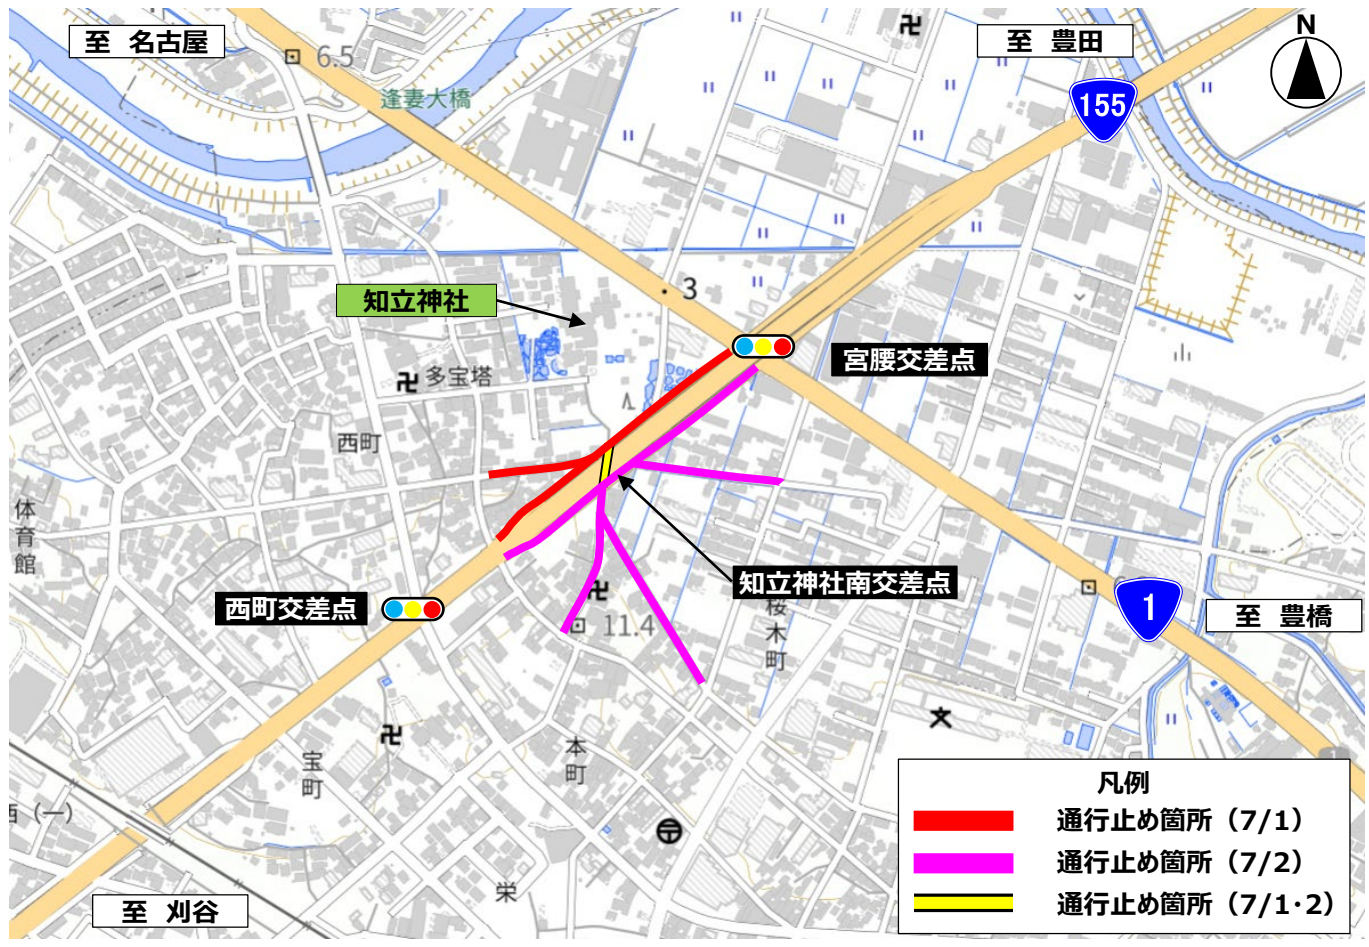 至 名古屋
6.5
逢妻大橋
至 豊田
N
155
知立神社
3
宮腰交差点
多宝塔
西町
体育館
知立神社南交差点
西町交差点
11.4
桜木町
1
至 豊橋
本町
宝町
西（一）
栄
至 刈谷
凡例
通行止め箇所（7/1）
通行止め箇所（7/2）
通行止め箇所（7/1・2）